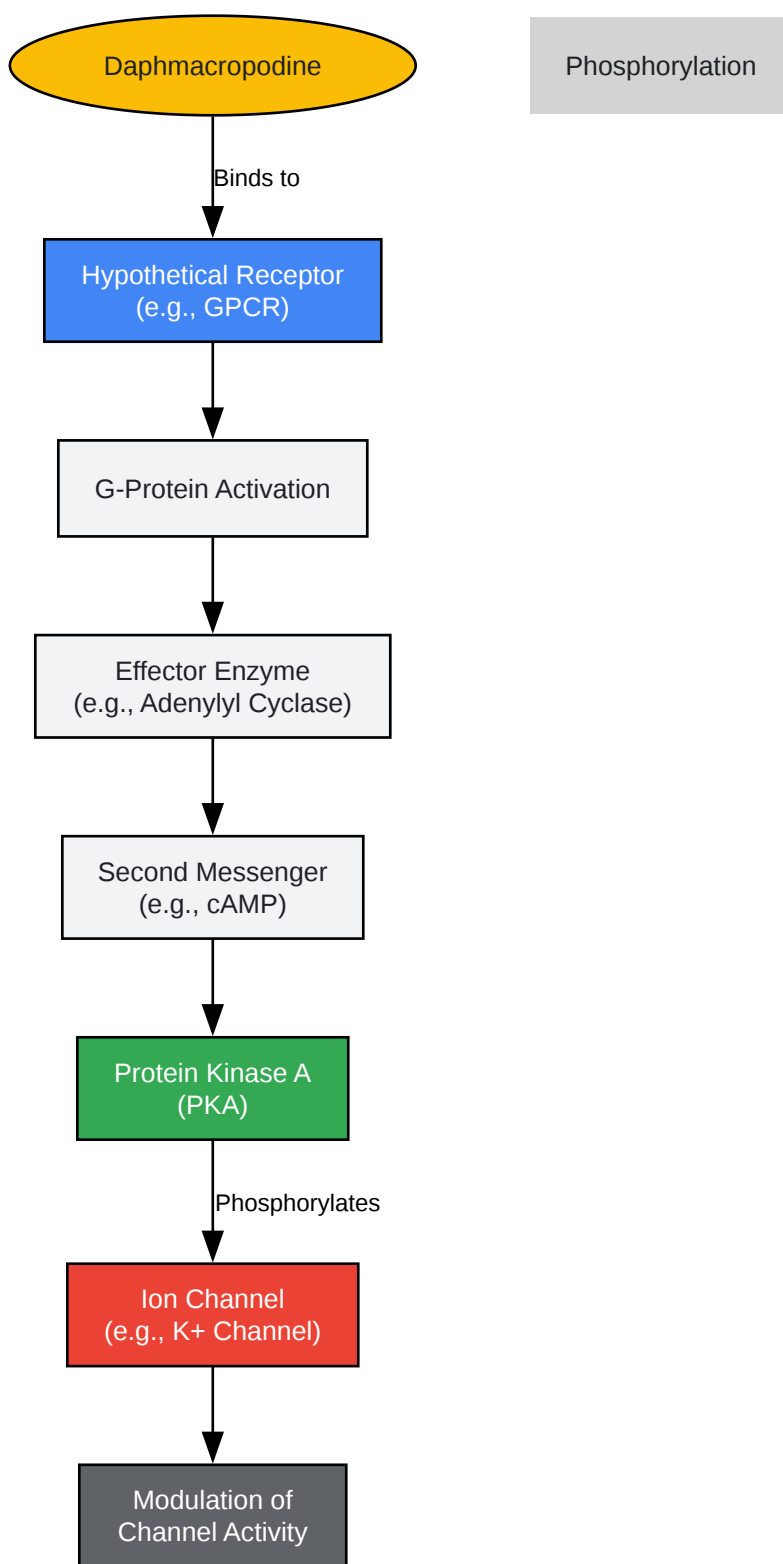 Daphmacropodine
Phosphorylation
Binds to
Hypothetical Receptor
(e.g., GPCR)
G-Protein Activation
Effector Enzyme
(e.g., Adenylyl Cyclase)
Second Messenger
(e.g., cAMP)
Protein Kinase A
(PKA)
Phosphorylates
Ion Channel
(e.g., K+ Channel)
Modulation of
Channel Activity